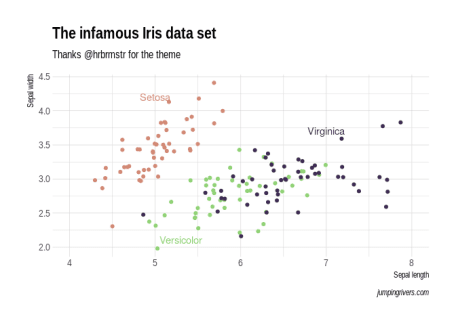 The infamous Iris data set
Thanks @hrbrmstr for the theme
Sepal width
4.5
4.0
3.5
3.0
2.5
2.0
Setosa
Virginica
Versicolor
4
5
6
7
8
Sepal length
jumpingrivers.com